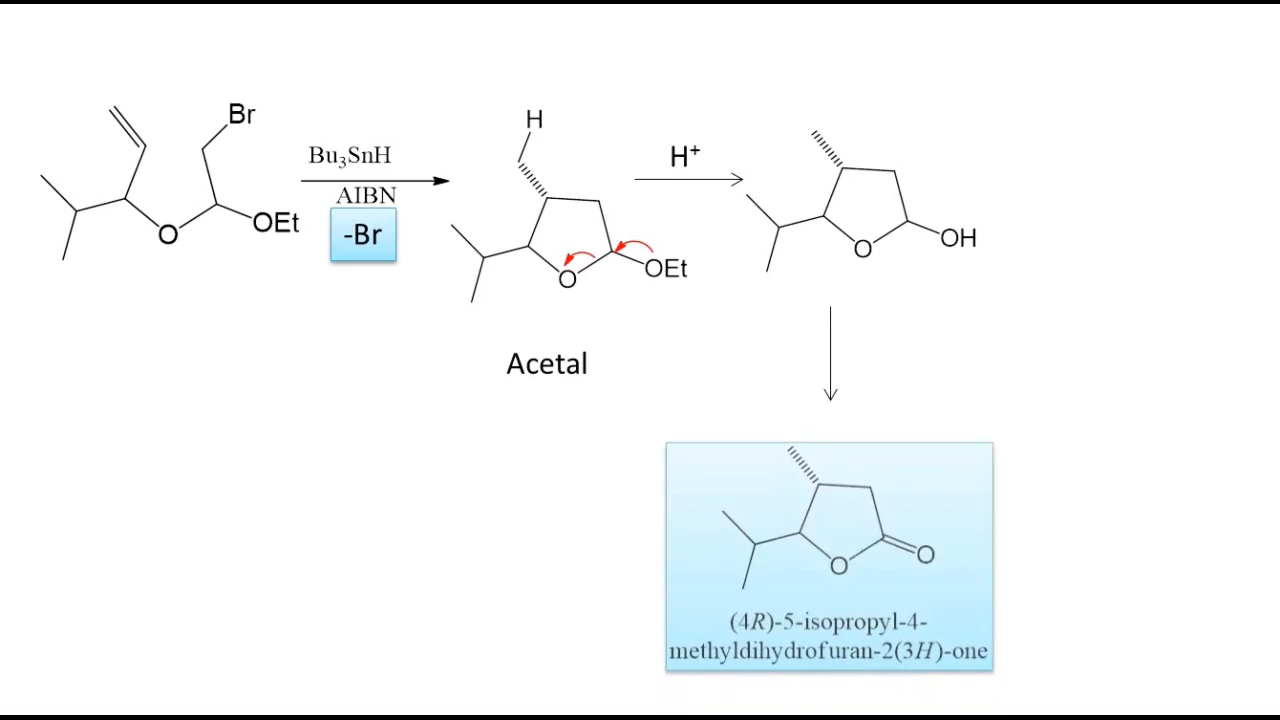 Br
Bu₃SnH
AIBN
-Br
O
OEt
H
O
OEt
H⁺
O
OH
Acetal
O
O
(4R)-5-isopropyl-4-
methyldihydrofuran-2(3H)-one